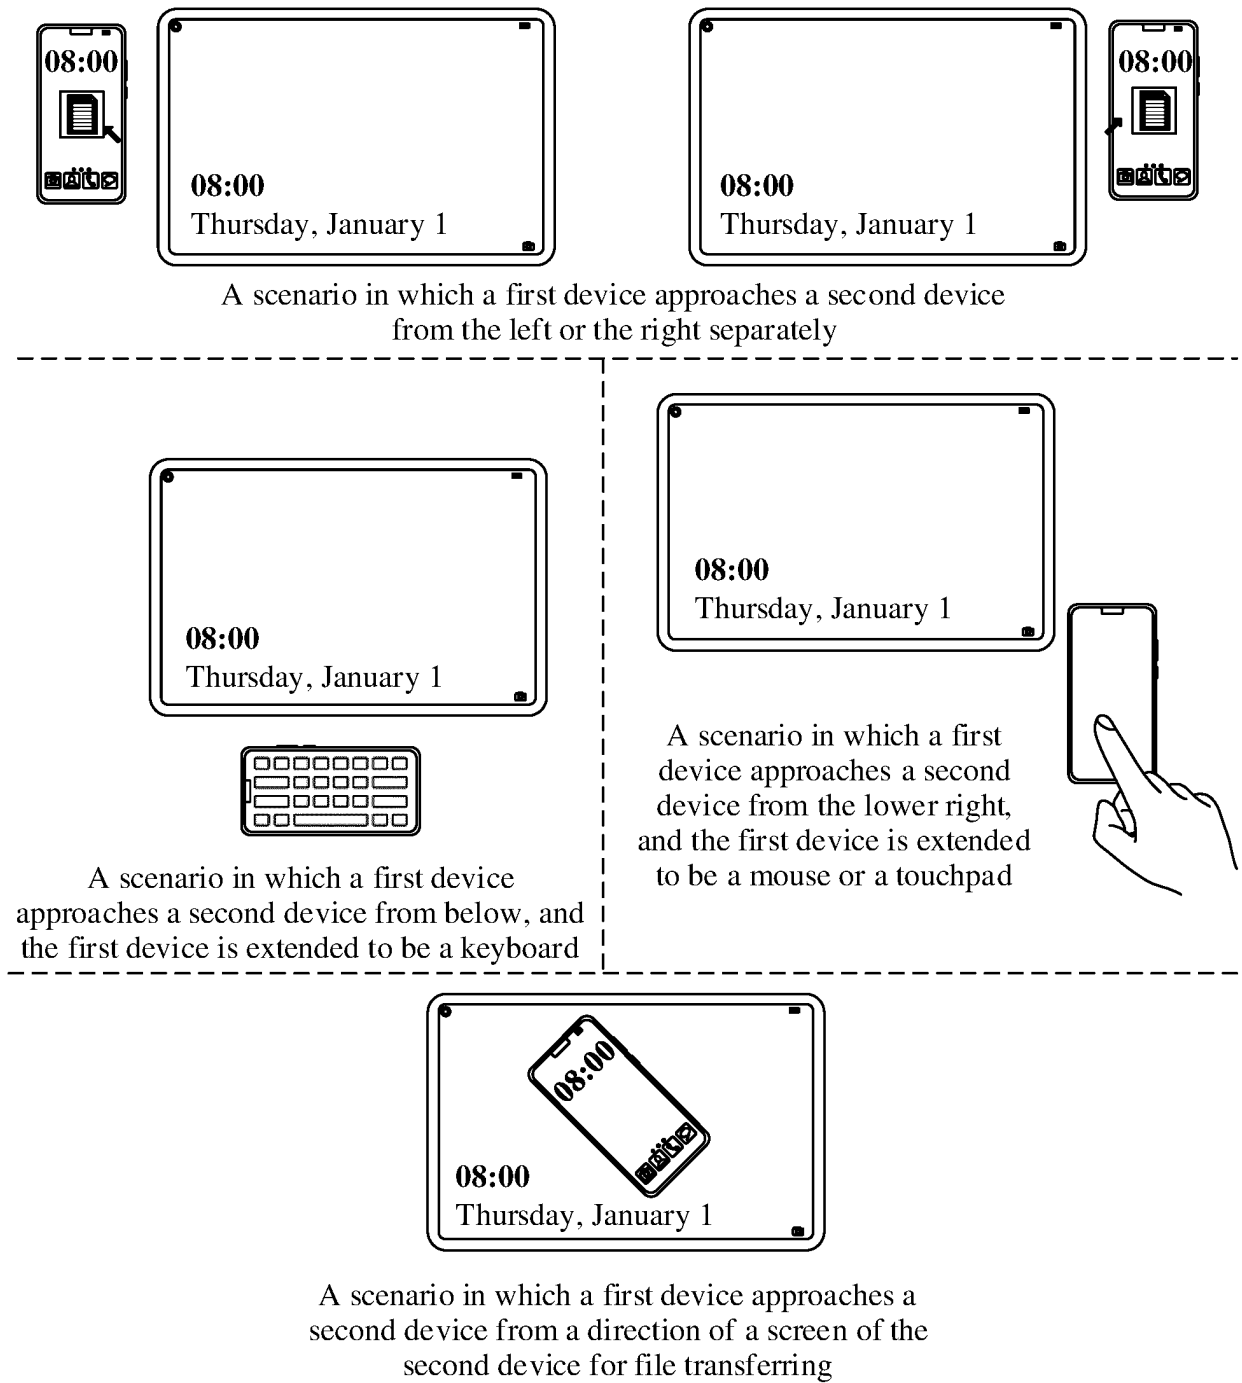 08:00
08:00
Thursday, January 1
08:00
Thursday, January 1
08:00
A scenario in which a first device approaches a second device
from the left or the right separately
08:00
Thursday, January 1
A scenario in which a first device
approaches a second device from below, and
the first device is extended to be a keyboard
08:00
Thursday, January 1
A scenario in which a first
device approaches a second
device from the lower right,
and the first device is extended
to be a mouse or a touchpad
08:00
08:00
Thursday, January 1
A scenario in which a first device approaches a
second device from a direction of a screen of the
second device for file transferring